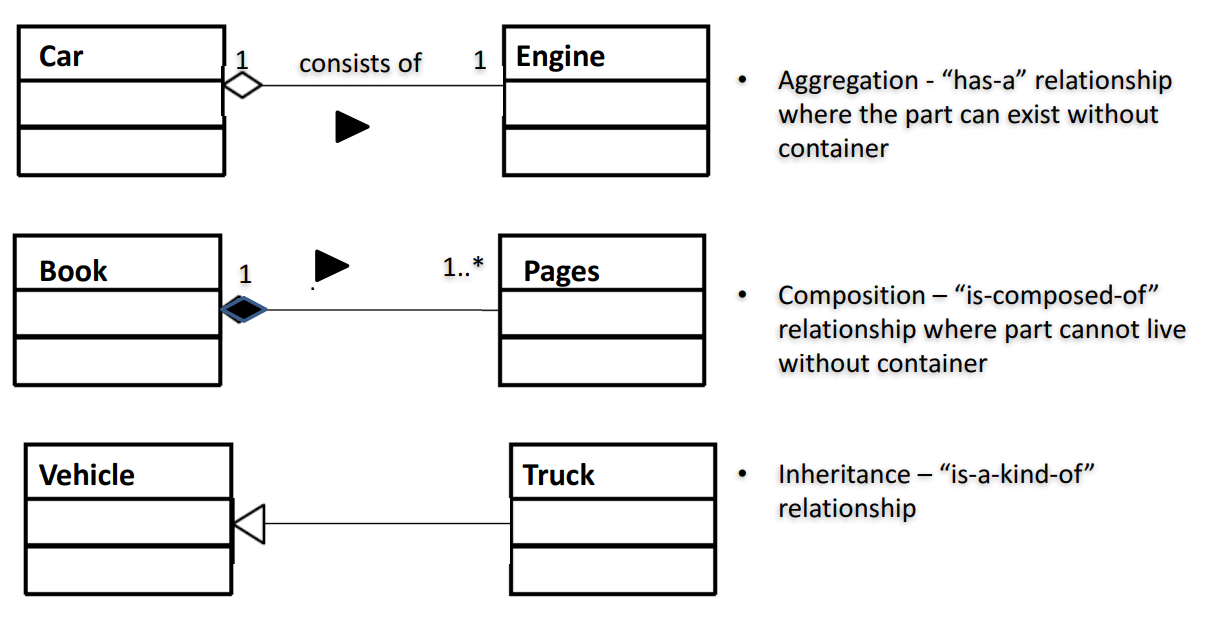 Car
1
consists of
1
Engine
• Aggregation - “has-a” relationship
where the part can exist without
container
Book
1
1..*
Pages
• Composition – “is-composed-of”
relationship where part cannot live
without container
Vehicle
Truck
• Inheritance – “is-a-kind-of”
relationship